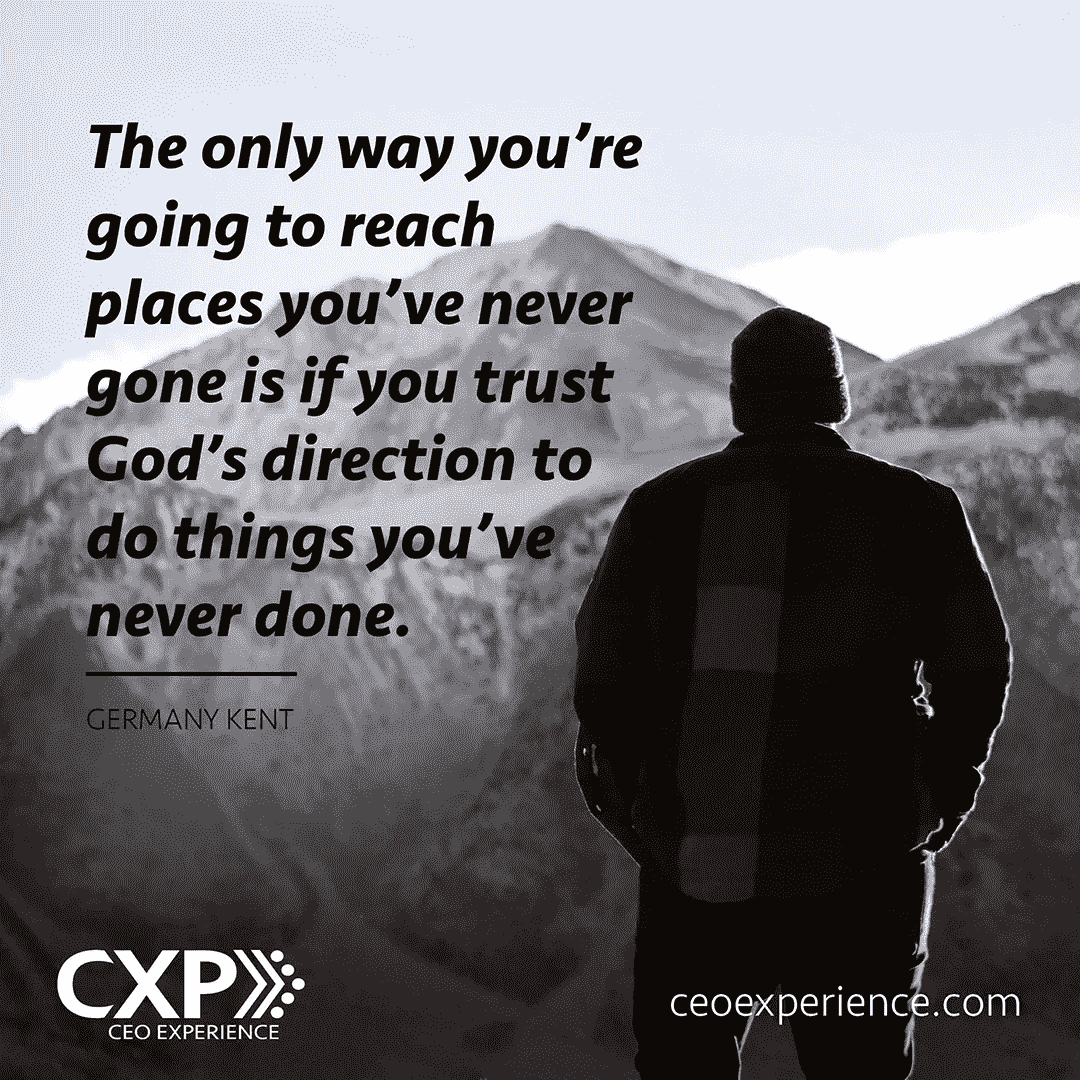 The only way you’re
going to reach
places you’ve never
gone is if you trust
God’s direction to
do things you’ve
never done.
GERMANY KENT
CXP
CEO EXPERIENCE
ceoexperience.com